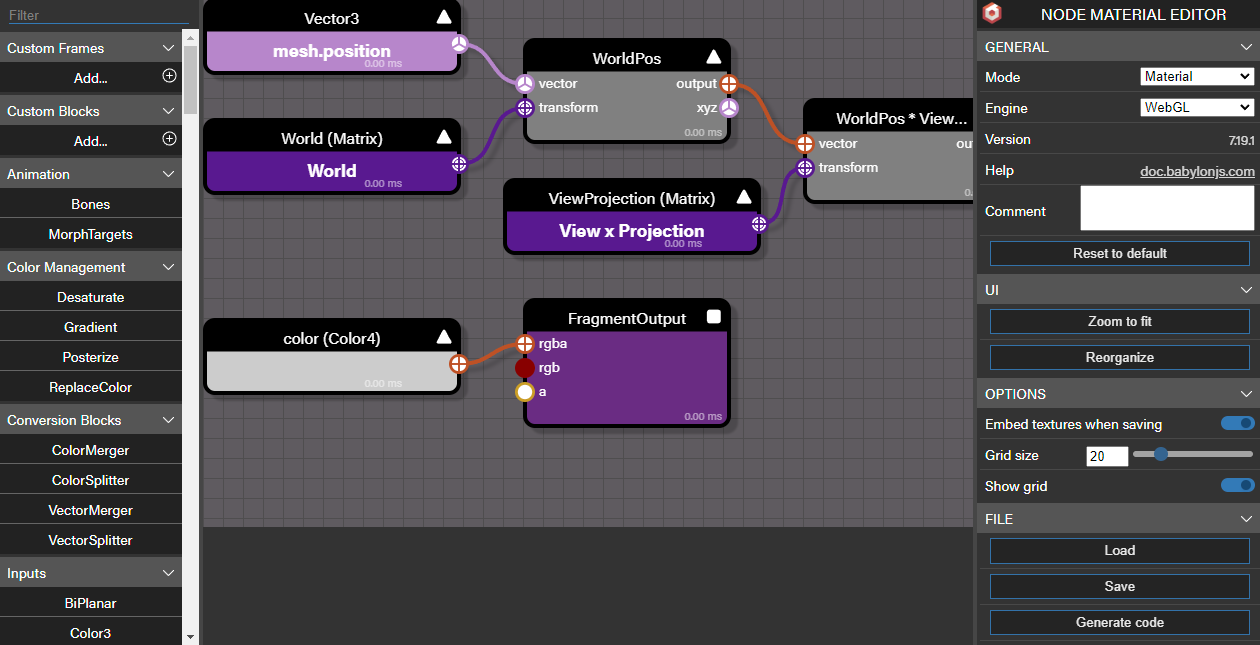 Filter
Custom Frames
Add...
Custom Blocks
Add...
Animation
Bones
MorphTargets
Color Management
Desaturate
Gradient
Posterize
ReplaceColor
Conversion Blocks
ColorMerger
ColorSplitter
VectorMerger
VectorSplitter
Inputs
BiPlanar
Color3
Vector3
mesh.position
0.00 ms
World (Matrix)
World
0.00 ms
color (Color4)
0.00 ms
WorldPos
vector output
transform xyz
0.00 ms
ViewProjection (Matrix)
View x Projection
0.00 ms
FragmentOutput
rgba
rgb
a
0.00 ms
WorldPos * View...
vector ou
transform
0.
NODE MATERIAL EDITOR
GENERAL
Mode Material
Engine WebGL
Version 7.19.1
Help doc.babylonjs.com
Comment
Reset to default
UI
Zoom to fit
Reorganize
OPTIONS
Embed textures when saving
Grid size 20
Show grid
FILE
Load
Save
Generate code